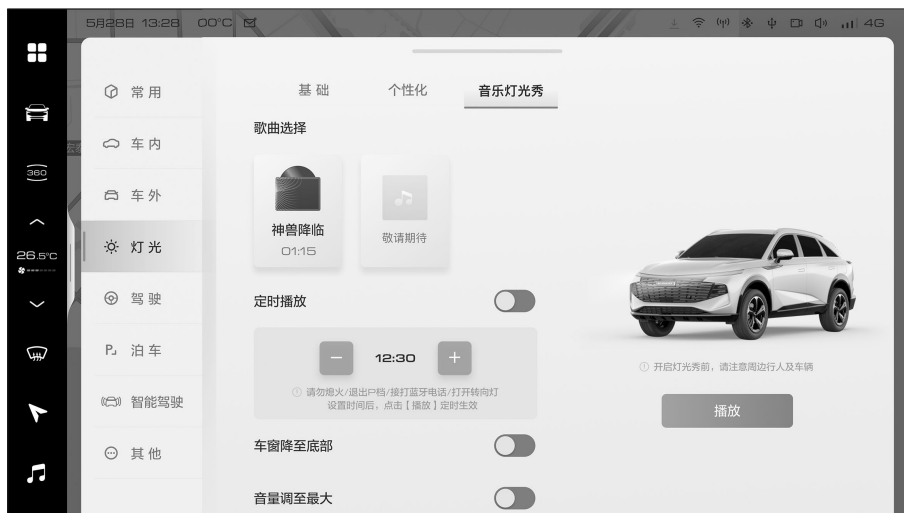 5月28日 13:28 00°C
4G
360
26.5°C
常用
车内
车外
灯光
驾驶
泊车
智能驾驶
其他
基础 个性化 音乐灯光秀
歌曲选择
神兽降临
01:15
敬请期待
定时播放
12:30
请勿熄火/退出P档/接打蓝牙电话/打开转向灯
设置时间后，点击【播放】定时生效
车窗降至底部
音量调至最大
开启灯光秀前，请注意周边行人及车辆
播放